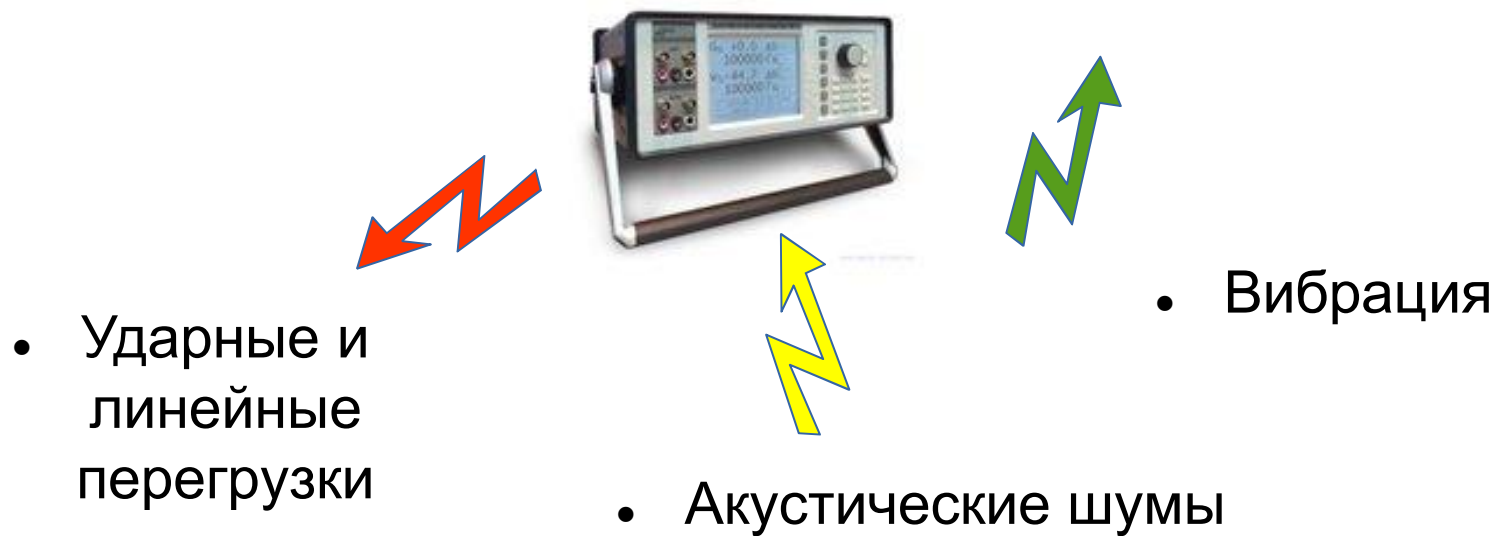 • Вибрация
• Ударные и
линейные
перегрузки
• Акустические шумы